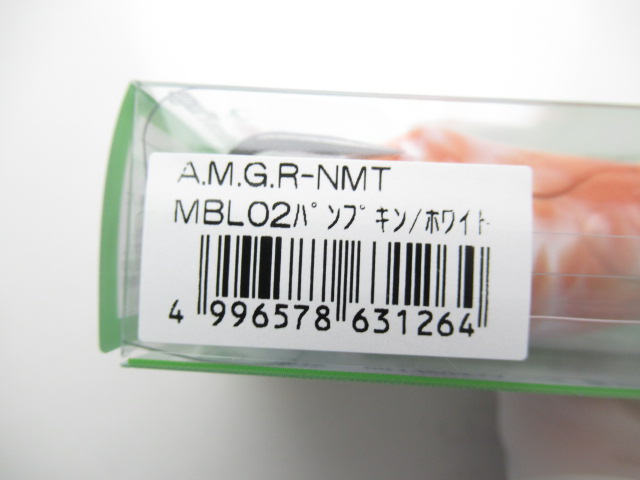 A.M.G.R-NMT
MBL02ﾊﾟﾝﾌﾟｷﾝ/ﾎﾜｲﾄ
4 996578 631264